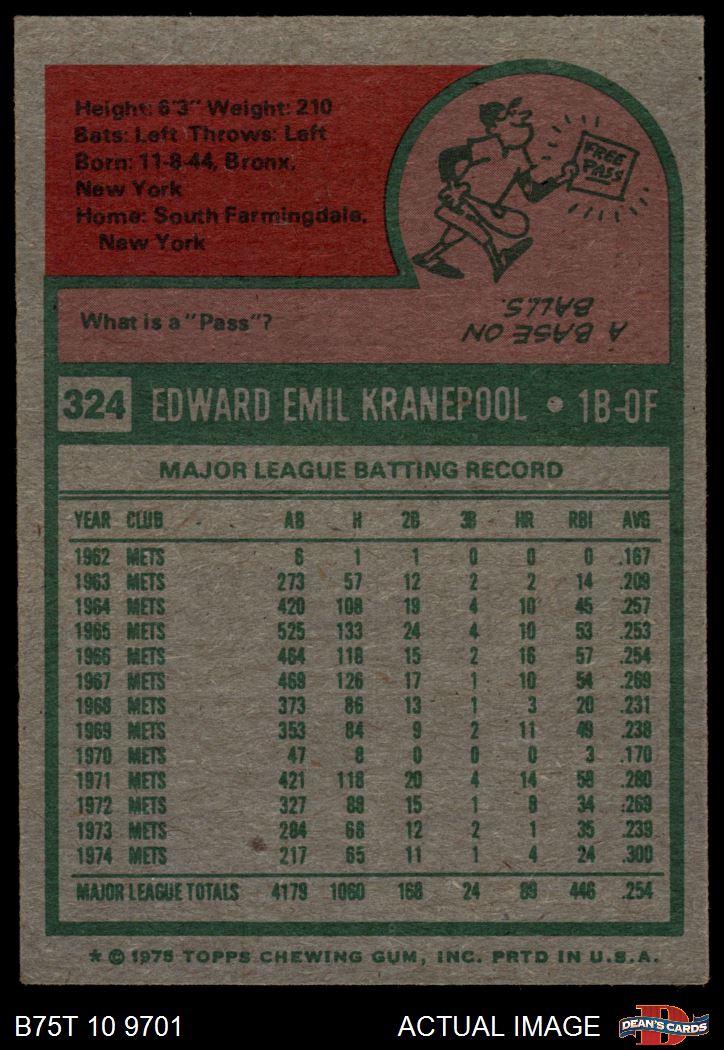 Height: 6'3" Weight: 210
Bats: Left Throws: Left
Born: 11-8-44, Bronx,
New York
Home: South Farmingdale,
New York
FREE
PASS
What is a "Pass"?
A BASE ON
BALLS.
324 EDWARD EMIL KRANEPOOL • 1B-OF
MAJOR LEAGUE BATTING RECORD
YEAR CLUB AB H 2B 3B HR RBI AVG
1962 METS 6 1 1 0 0 0 .167
1963 METS 273 57 12 2 2 14 .209
1964 METS 420 108 19 4 10 45 .257
1965 METS 525 133 24 4 10 53 .253
1966 METS 464 118 15 2 16 57 .254
1967 METS 469 126 17 1 10 54 .269
1968 METS 373 86 13 1 3 20 .231
1969 METS 353 84 9 2 11 49 .238
1970 METS 47 8 0 0 0 3 .170
1971 METS 421 118 20 4 14 58 .280
1972 METS 327 88 15 1 8 34 .269
1973 METS 284 68 12 2 1 35 .239
1974 METS 217 65 11 1 4 24 .300
MAJOR LEAGUE TOTALS 4179 1060 168 24 89 446 .254
* © 1975 TOPPS CHEWING GUM, INC. PRTD IN U.S.A.
B75T 10 9701 ACTUAL IMAGE D DEAN'S CARDS